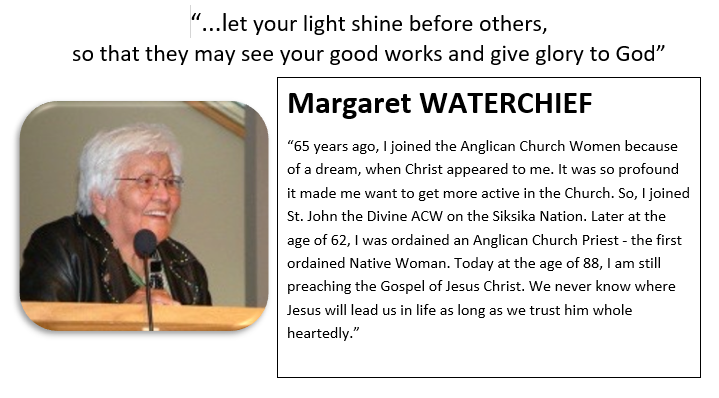 “...let your light shine before others,
so that they may see your good works and give glory to God”
Margaret WATERCHIEF
“65 years ago, I joined the Anglican Church Women because
of a dream, when Christ appeared to me. It was so profound
it made me want to get more active in the Church. So, I joined
St. John the Divine ACW on the Siksika Nation. Later at the
age of 62, I was ordained an Anglican Church Priest - the first
ordained Native Woman. Today at the age of 88, I am still
preaching the Gospel of Jesus Christ. We never know where
Jesus will lead us in life as long as we trust him whole
heartedly.”